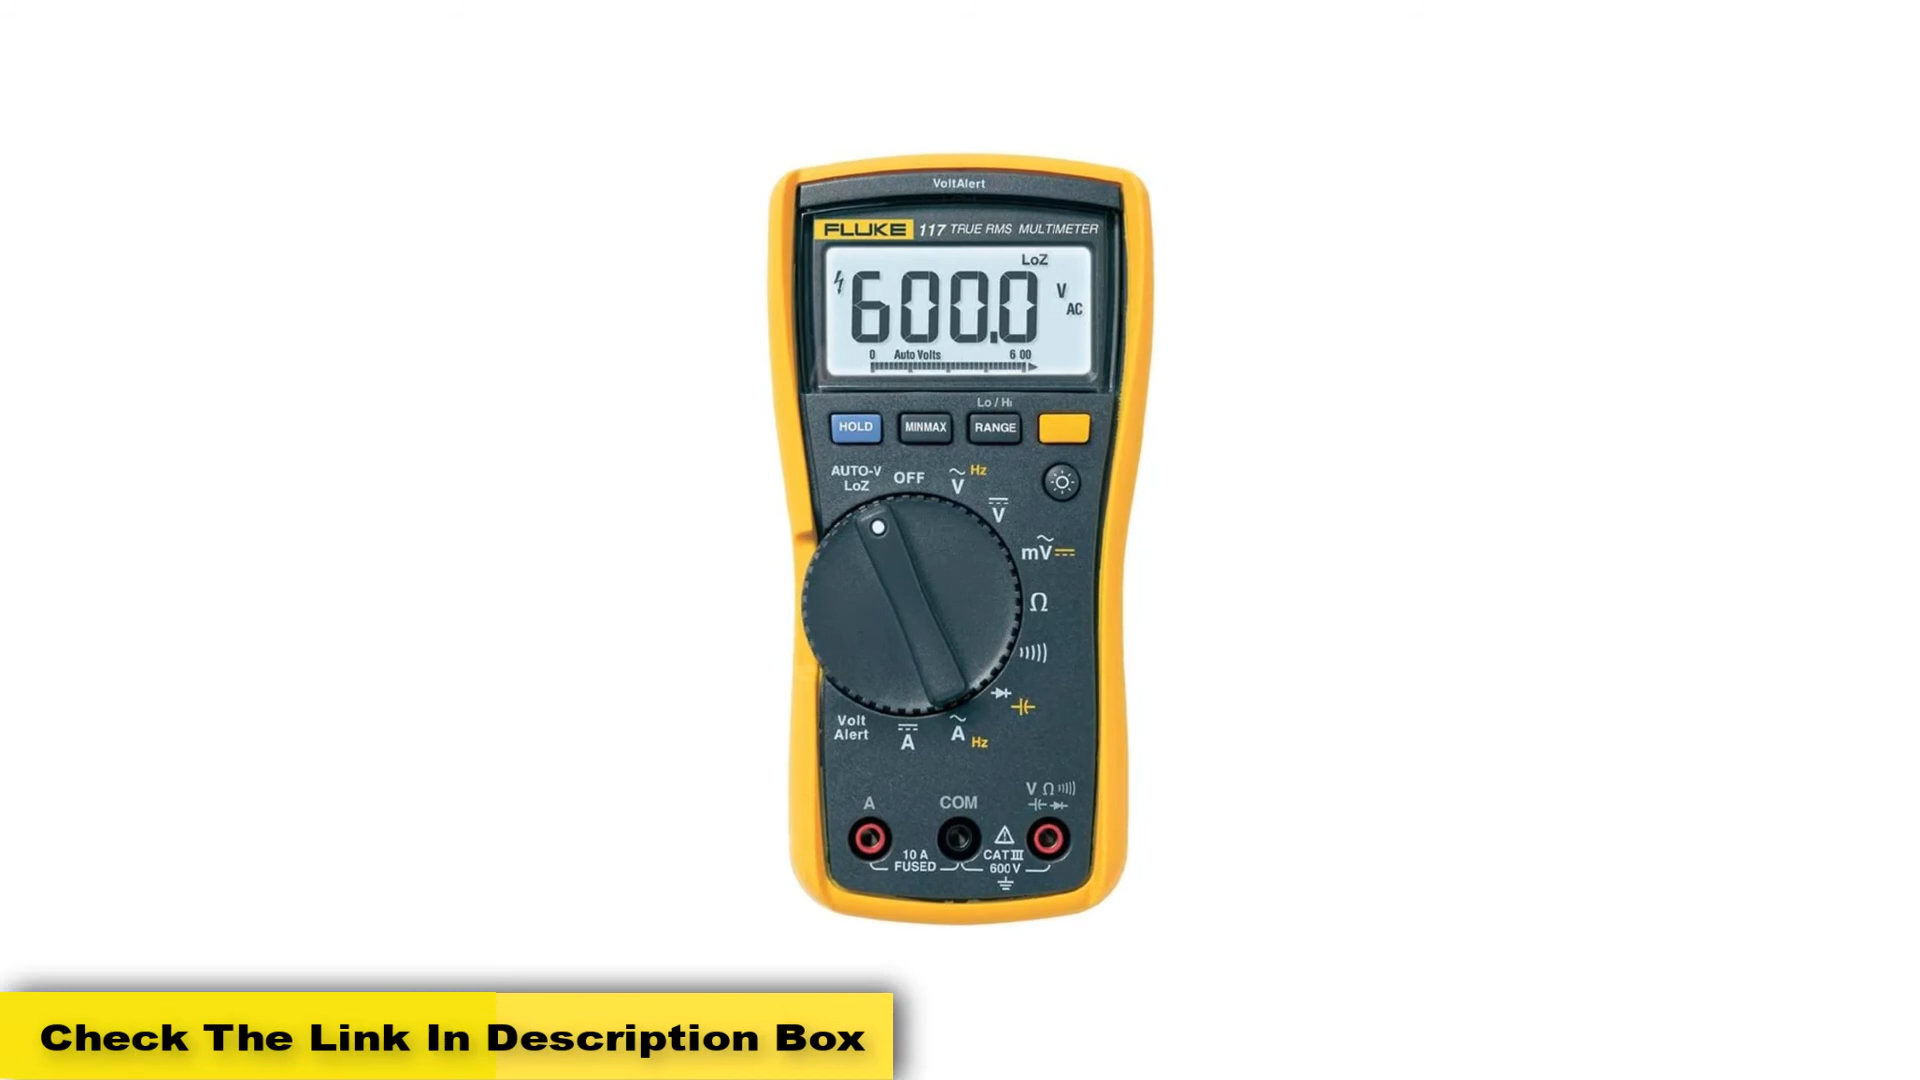 VoltAlert
FLUKE 117 TRUE RMS MULTIMETER
LoZ
600.0 V
AC
0 Auto Volts 6 00
Lo / Hi
HOLD MINMAX RANGE
AUTO-V
LoZ
OFF
V Hz
V
mV
Ω
Volt
Alert
A
A Hz
A COM V Ω
10 A
FUSED
CAT III
600 V
Check The Link In Description Box